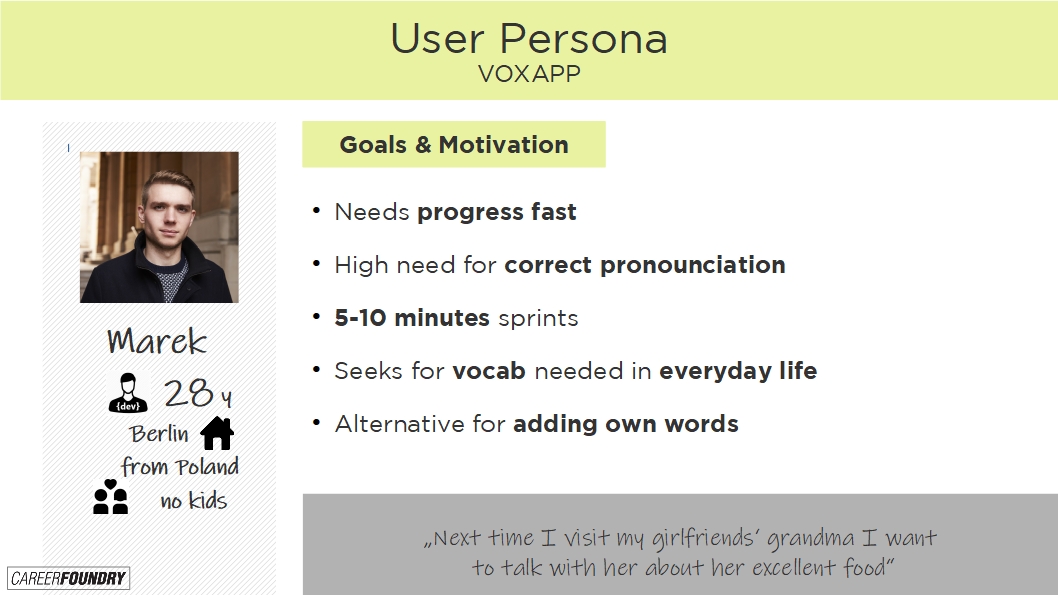 User Persona
VOXAPP
Goals & Motivation
• Needs progress fast
• High need for correct pronounciation
• 5-10 minutes sprints
• Seeks for vocab needed in everyday life
• Alternative for adding own words
Marek
{dev}
28 y
Berlin
from Poland
no kids
„Next time I visit my girlfriends’ grandma I want
to talk with her about her excellent food“
CAREERFOUNDRY